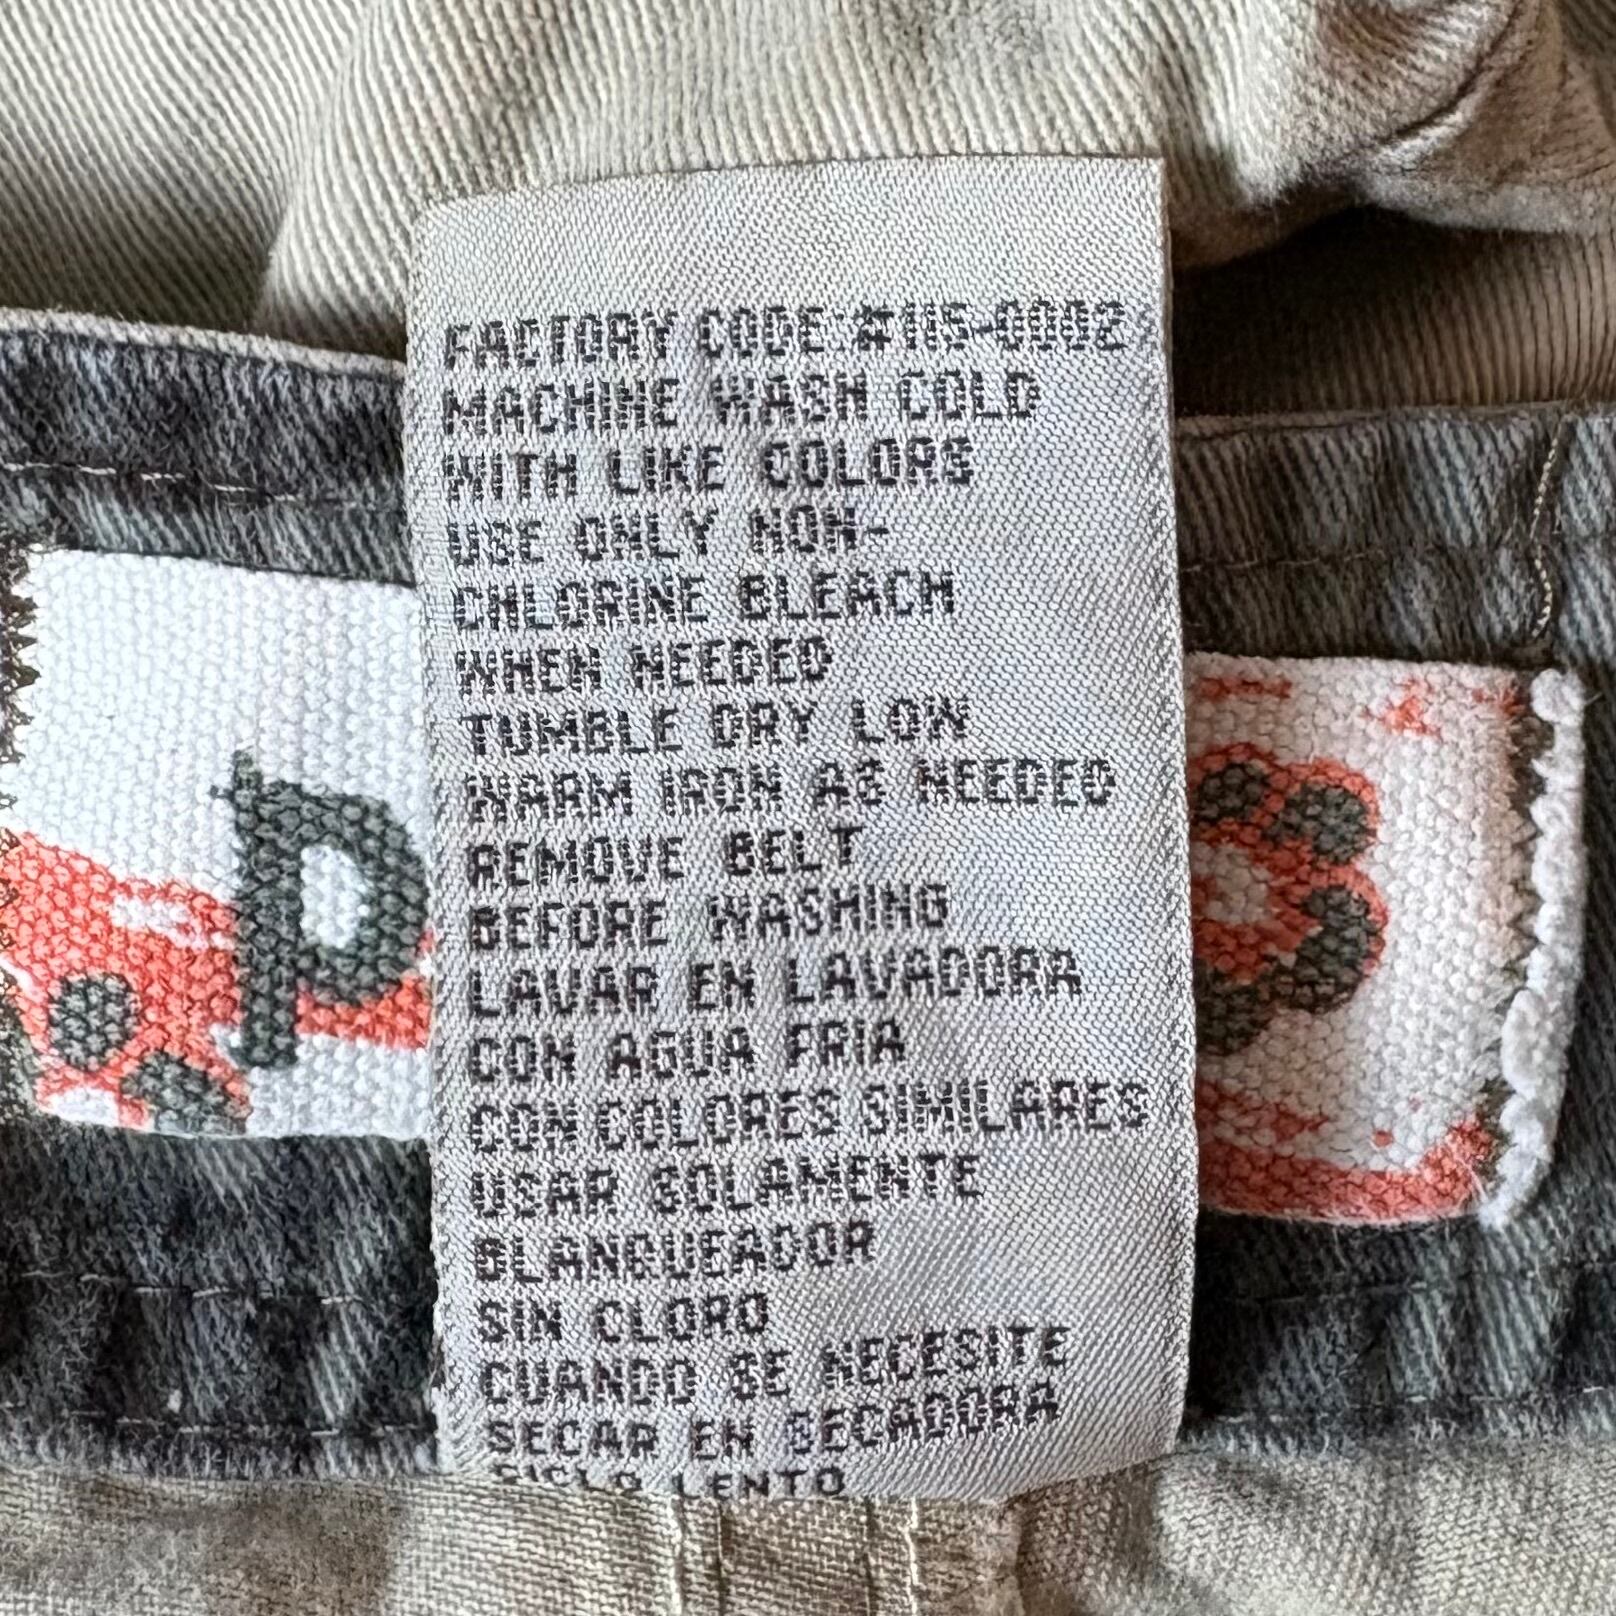 FACTORY CODE #115-0002
MACHINE WASH COLD
WITH LIKE COLORS
USE ONLY NON-
CHLORINE BLEACH
WHEN NEEDED
TUMBLE DRY LOW
WARM IRON AS NEEDED
REMOVE BELT
BEFORE WASHING
LAVAR EN LAVADORA
CON AGUA FRIA
CON COLORES SIMILARES
USAR SOLAMENTE
BLANQUEADOR
SIN CLORO
CUANDO SE NECESITE
SECAR EN SECADORA
CICLO LENTO
P